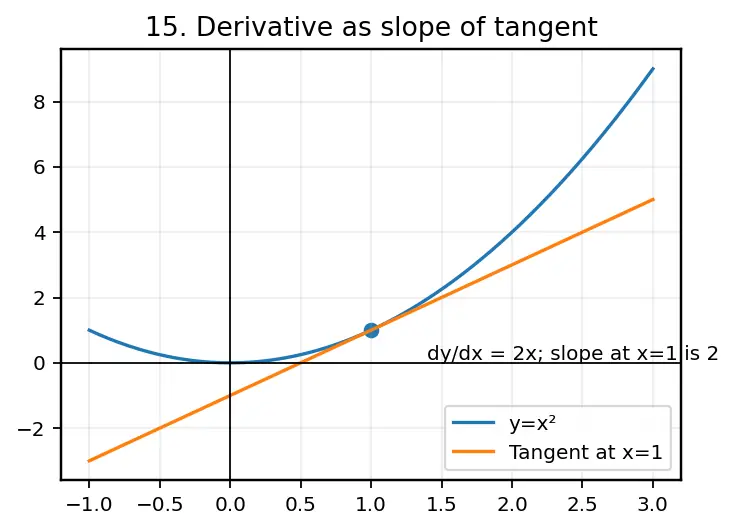 15. Derivative as slope of tangent
8
6
4
2
0
−2
dy/dx = 2x; slope at x=1 is 2
y=x²
Tangent at x=1
−1.0 −0.5 0.0 0.5 1.0 1.5 2.0 2.5 3.0